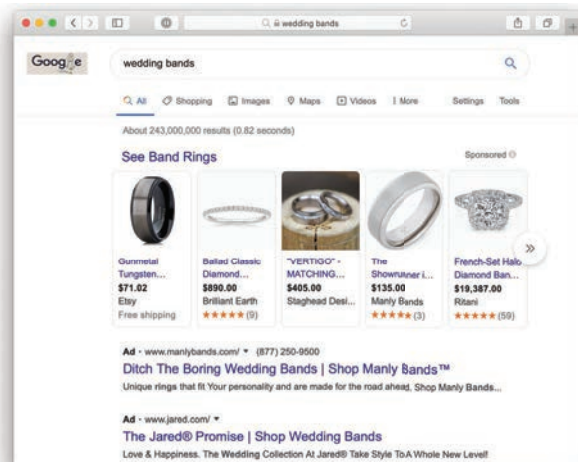 wedding bands
Google
wedding bands
All Shopping Images Maps Videos More Settings Tools
About 243,000,000 results (0.82 seconds)
See Band Rings
Sponsored
Gunmetal
Tungsten...
$71.02
Etsy
Free shipping
Ballad Classic
Diamond...
$890.00
Brilliant Earth
(9)
"VERTIGO" -
MATCHING...
$405.00
Staghead Desi...
The
Showrunner i...
$135.00
Manly Bands
(3)
French-Set Halo
Diamond Ban...
$19,387.00
Ritani
(59)
Ad · www.manlybands.com/ (877) 250-9500
Ditch The Boring Wedding Bands | Shop Manly Bands™
Unique rings that fit Your personality and are made for the road ahead. Shop Manly Bands...
Ad · www.jared.com/
The Jared® Promise | Shop Wedding Bands
Love & Happiness. The Wedding Collection At Jared® Take Style To A Whole New Level!